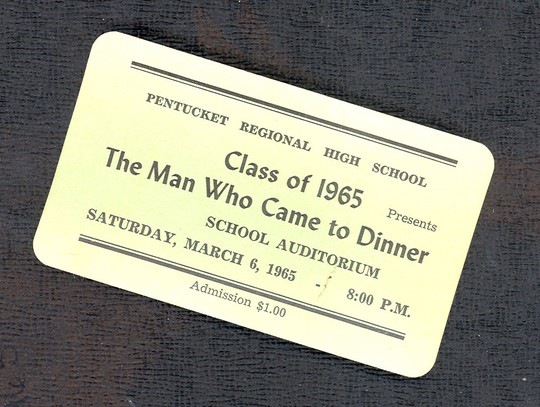 PENTUCKET REGIONAL HIGH SCHOOL
Class of 1965
Presents
The Man Who Came to Dinner
SCHOOL AUDITORIUM
SATURDAY, MARCH 6, 1965 - 8:00 P.M.
Admission $1.00